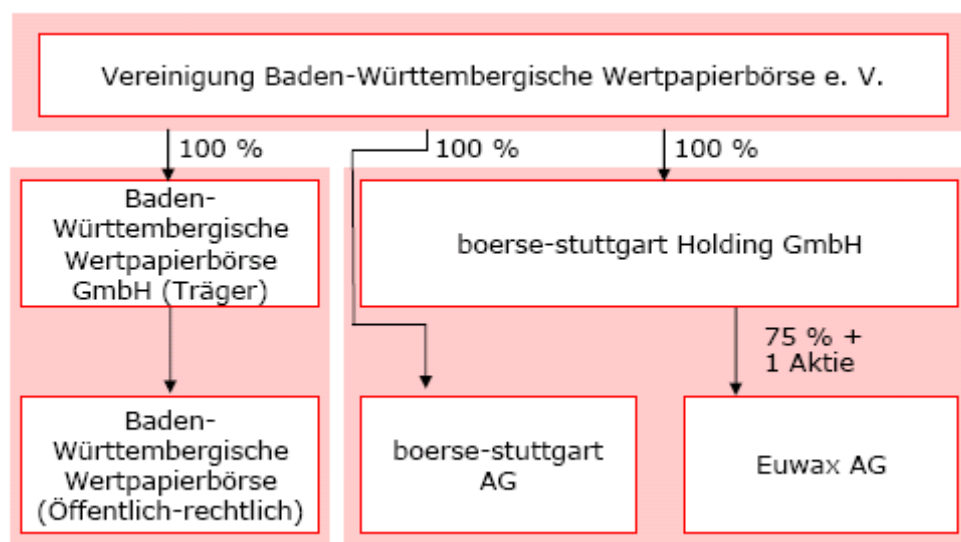 Vereinigung Baden-Württembergische Wertpapierbörse e. V.
100 %
100 %
100 %
Baden-
Württembergische
Wertpapierbörse
GmbH (Träger)
boerse-stuttgart Holding GmbH
75 % +
1 Aktie
Baden-
Württembergische
Wertpapierbörse
(Öffentlich-rechtlich)
boerse-stuttgart
AG
Euwax AG